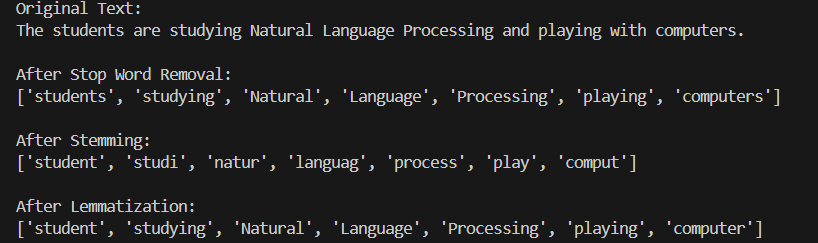 Original Text:
The students are studying Natural Language Processing and playing with computers.
After Stop Word Removal:
['students', 'studying', 'Natural', 'Language', 'Processing', 'playing', 'computers']
After Stemming:
['student', 'studi', 'natur', 'languag', 'process', 'play', 'comput']
After Lemmatization:
['student', 'studying', 'Natural', 'Language', 'Processing', 'playing', 'computer']